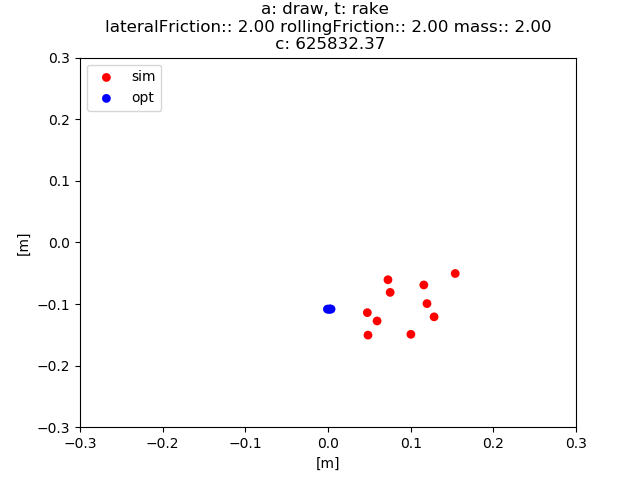 a: draw, t: rake
lateralFriction:: 2.00 rollingFriction:: 2.00 mass:: 2.00
c: 625832.37
sim
opt
0.3
0.2
0.1
0.0
−0.1
−0.2
−0.3
[m]
−0.3
−0.2
−0.1
0.0
0.1
0.2
0.3
[m]